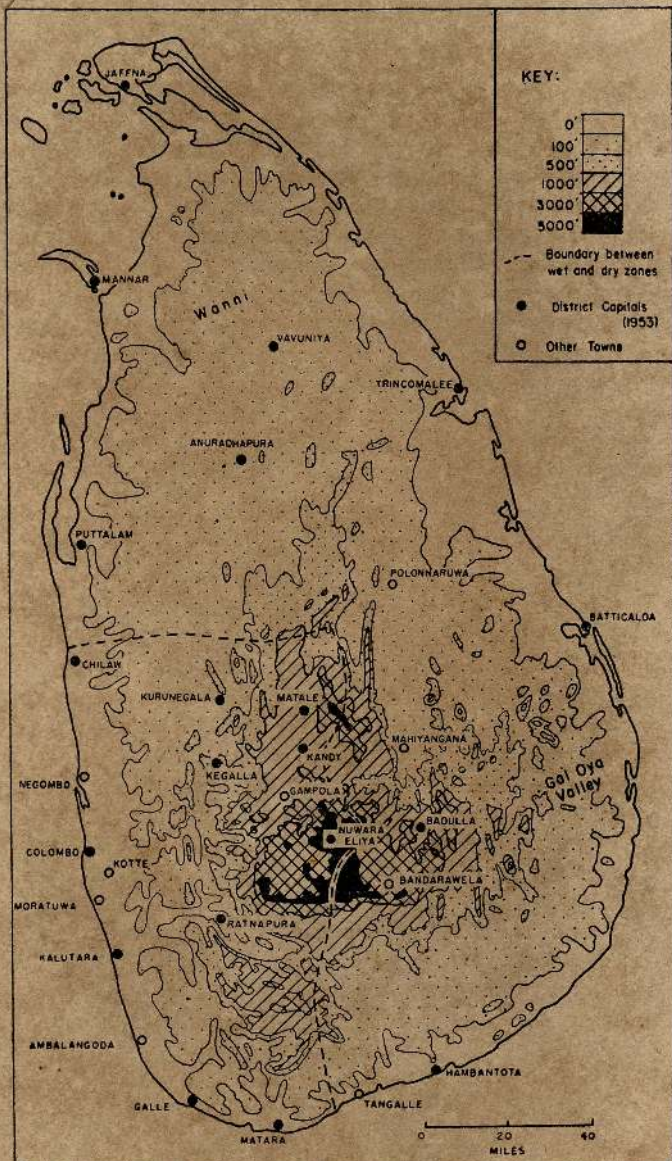 KEY:
0'
100'
500'
1000'
3000'
5000'
Boundary between
wet and dry zones
District Capitals
(1953)
Other Towns
JAFFNA
MANNAR
Wanni
VAVUNIYA
TRINCOMALEE
ANURADHAPURA
PUTTALAM
POLONNARUWA
BATTICALOA
CHILAW
KURUNEGALA
MATALE
MAHIYANGANA
KANDY
KEGALLA
Gal Oya
Valley
NEGOMBO
GAMPOLA
BADULLA
NUWARA
ELIYA
COLOMBO
KOTTE
BANDARAWELA
MORATUWA
RATNAPURA
KALUTARA
AMBALANGODA
HAMBANTOTA
GALLE
TANGALLE
MATARA
0 20 40
MILES